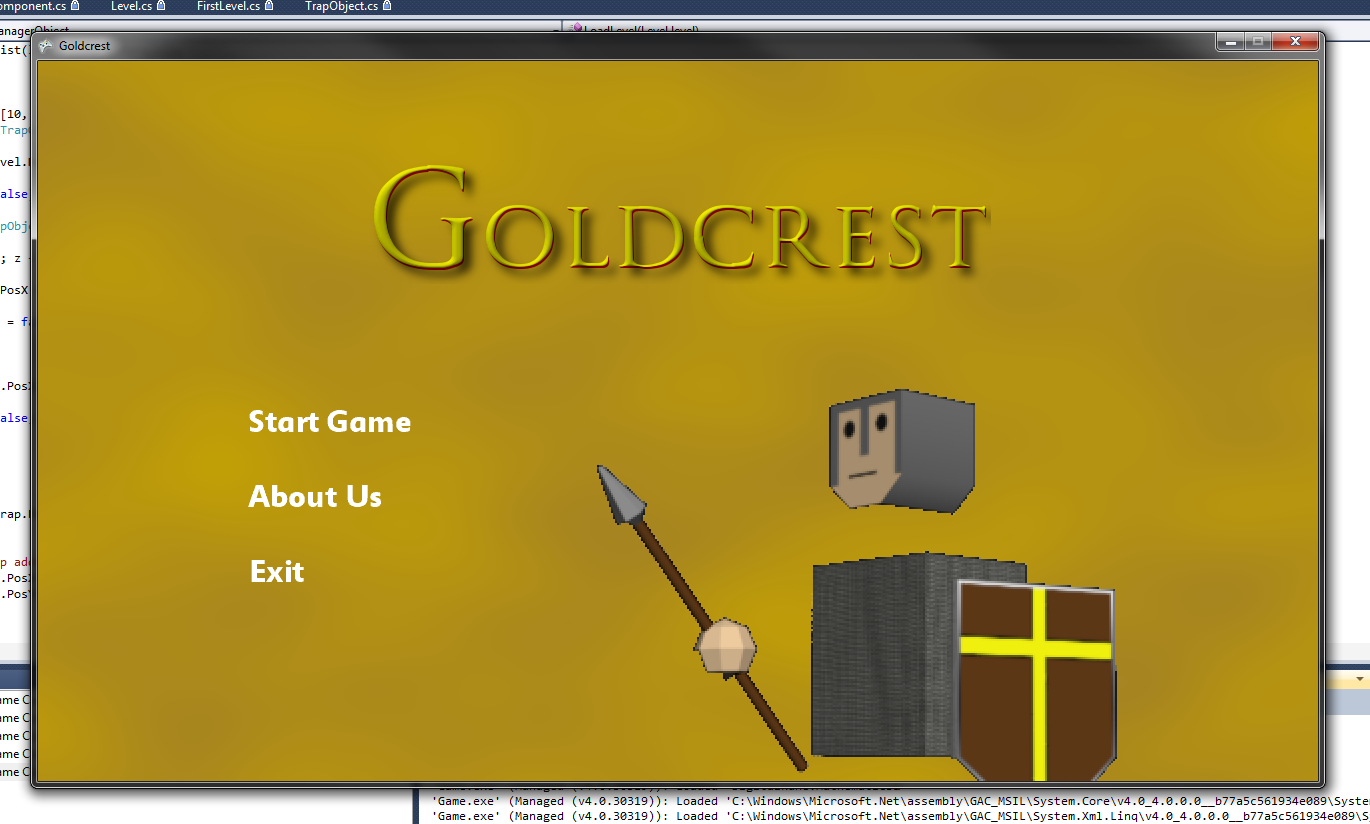 Level.cs
FirstLevel.cs
TrapObject.cs
LoadLevel(Level level)
Goldcrest
[10,
GOLDCREST
Start Game
About Us
Exit
'Game.exe' (Managed (v4.0.30319)): Loaded 'C:\Windows\Microsoft.Net\assembly\GAC_MSIL\System.Core\v4.0_4.0.0.0__b77a5c561934e089\System
'Game.exe' (Managed (v4.0.30319)): Loaded 'C:\Windows\Microsoft.Net\assembly\GAC_MSIL\System.Xml.Linq\v4.0_4.0.0.0__b77a5c561934e089\S